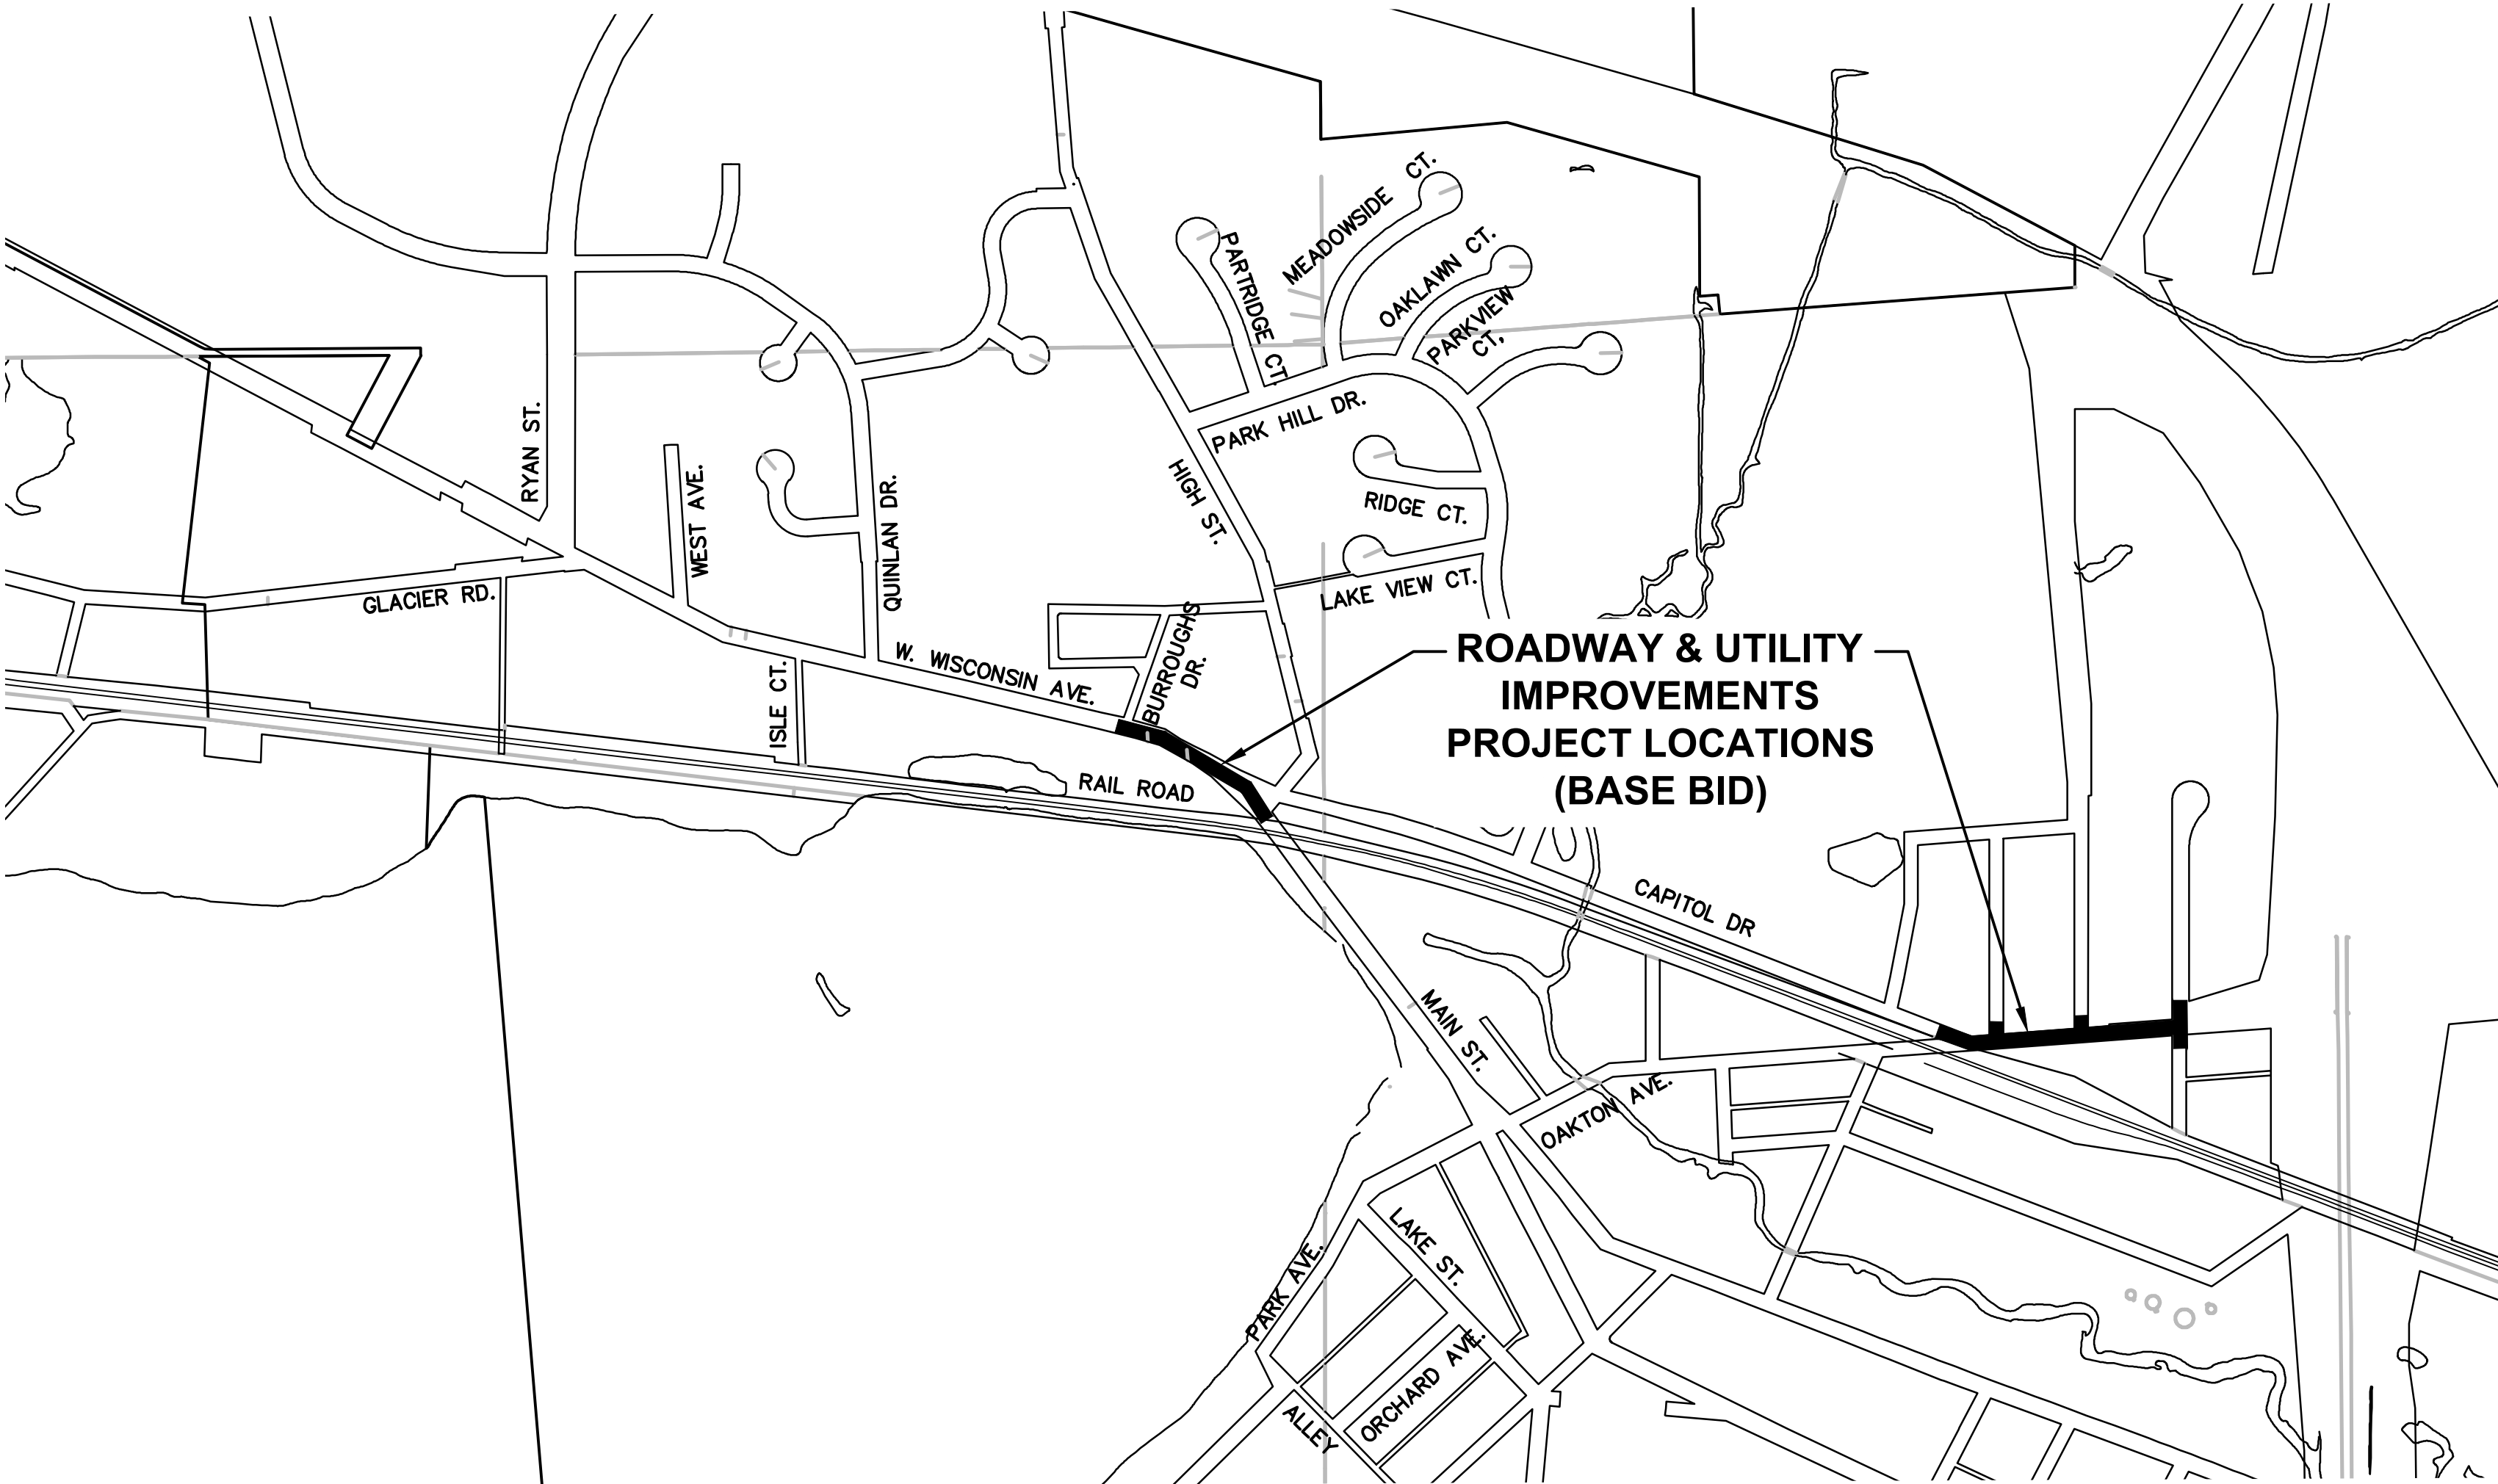 MEADOWSIDE CT.
PARTRIDGE CT.
OAKLAWN CT.
PARKVIEW
CT,
RYAN ST.
PARK HILL DR.
WEST AVE.
QUINLAN DR.
HIGH ST.
RIDGE CT.
GLACIER RD.
LAKE VIEW CT.
BURROUGHS
DR.
W. WISCONSIN AVE.
ISLE CT.
ROADWAY & UTILITY
IMPROVEMENTS
PROJECT LOCATIONS
(BASE BID)
RAIL ROAD
CAPITOL DR
MAIN ST.
OAKTON AVE.
LAKE ST.
PARK AVE.
ORCHARD AVE.
ALLEY